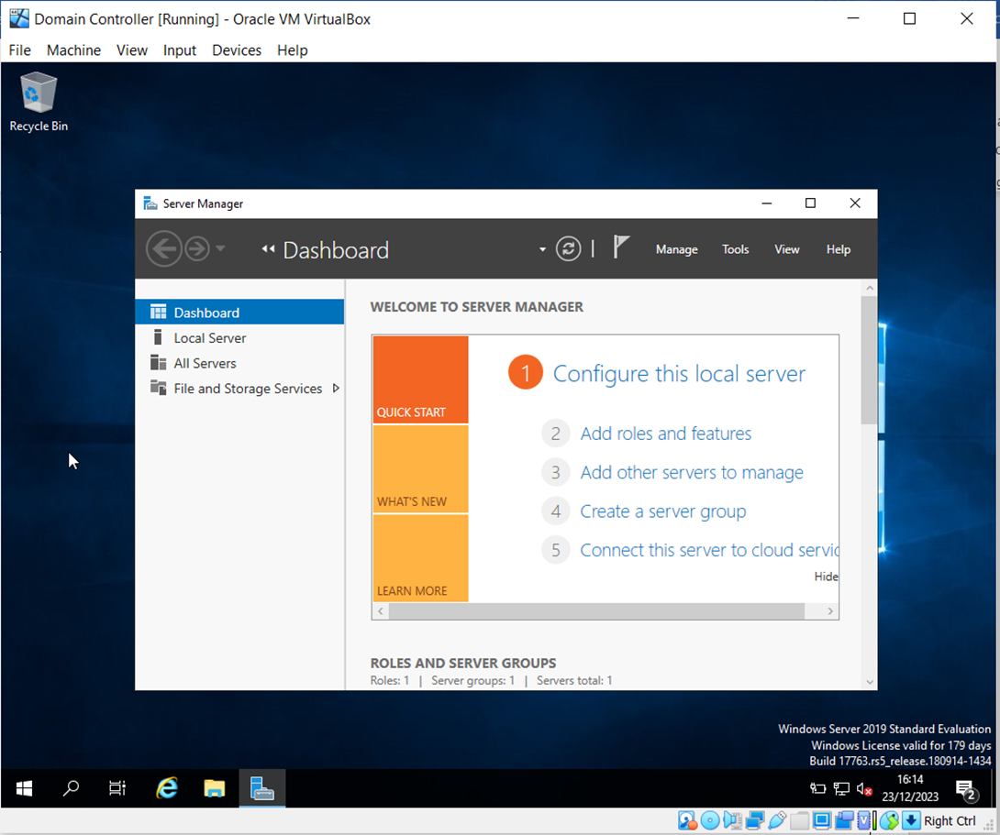 Domain Controller [Running] - Oracle VM VirtualBox
File Machine View Input Devices Help
Recycle Bin
Server Manager
Dashboard
Manage Tools View Help
Dashboard
Local Server
All Servers
File and Storage Services
WELCOME TO SERVER MANAGER
QUICK START
WHAT'S NEW
LEARN MORE
1 Configure this local server
2 Add roles and features
3 Add other servers to manage
4 Create a server group
5 Connect this server to cloud servic
Hide
ROLES AND SERVER GROUPS
Roles: 1 | Server groups: 1 | Servers total: 1
Windows Server 2019 Standard Evaluation
Windows License valid for 179 days
Build 17763.rs5_release.180914-1434
16:14
23/12/2023
2
Right Ctrl